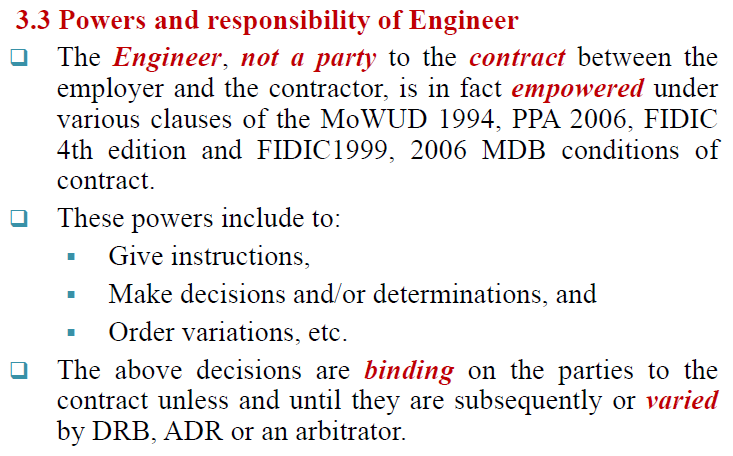 3.3 Powers and responsibility of Engineer
The Engineer, not a party to the contract between the
employer and the contractor, is in fact empowered under
various clauses of the MoWUD 1994, PPA 2006, FIDIC
4th edition and FIDIC1999, 2006 MDB conditions of
contract.
These powers include to:
Give instructions,
Make decisions and/or determinations, and
Order variations, etc.
The above decisions are binding on the parties to the
contract unless and until they are subsequently or varied
by DRB, ADR or an arbitrator.